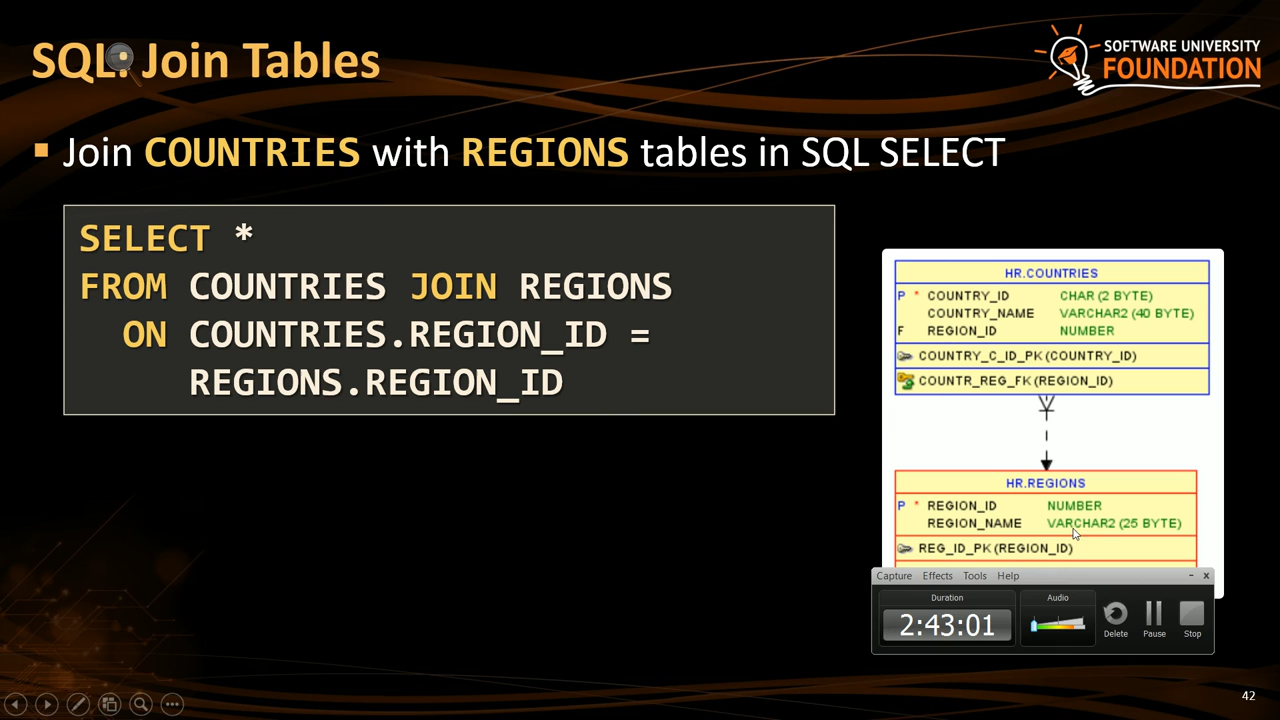 SQL: Join Tables
SOFTWARE UNIVERSITY
FOUNDATION
▪ Join COUNTRIES with REGIONS tables in SQL SELECT
SELECT *
FROM COUNTRIES JOIN REGIONS
ON COUNTRIES.REGION_ID =
REGIONS.REGION_ID
HR.COUNTRIES
P * COUNTRY_ID CHAR (2 BYTE)
COUNTRY_NAME VARCHAR2 (40 BYTE)
F REGION_ID NUMBER
COUNTRY_C_ID_PK (COUNTRY_ID)
COUNTR_REG_FK (REGION_ID)
HR.REGIONS
P * REGION_ID NUMBER
REGION_NAME VARCHAR2 (25 BYTE)
REG_ID_PK (REGION_ID)
Capture Effects Tools Help
Duration
2:43:01
Audio
Delete
Pause
Stop
42